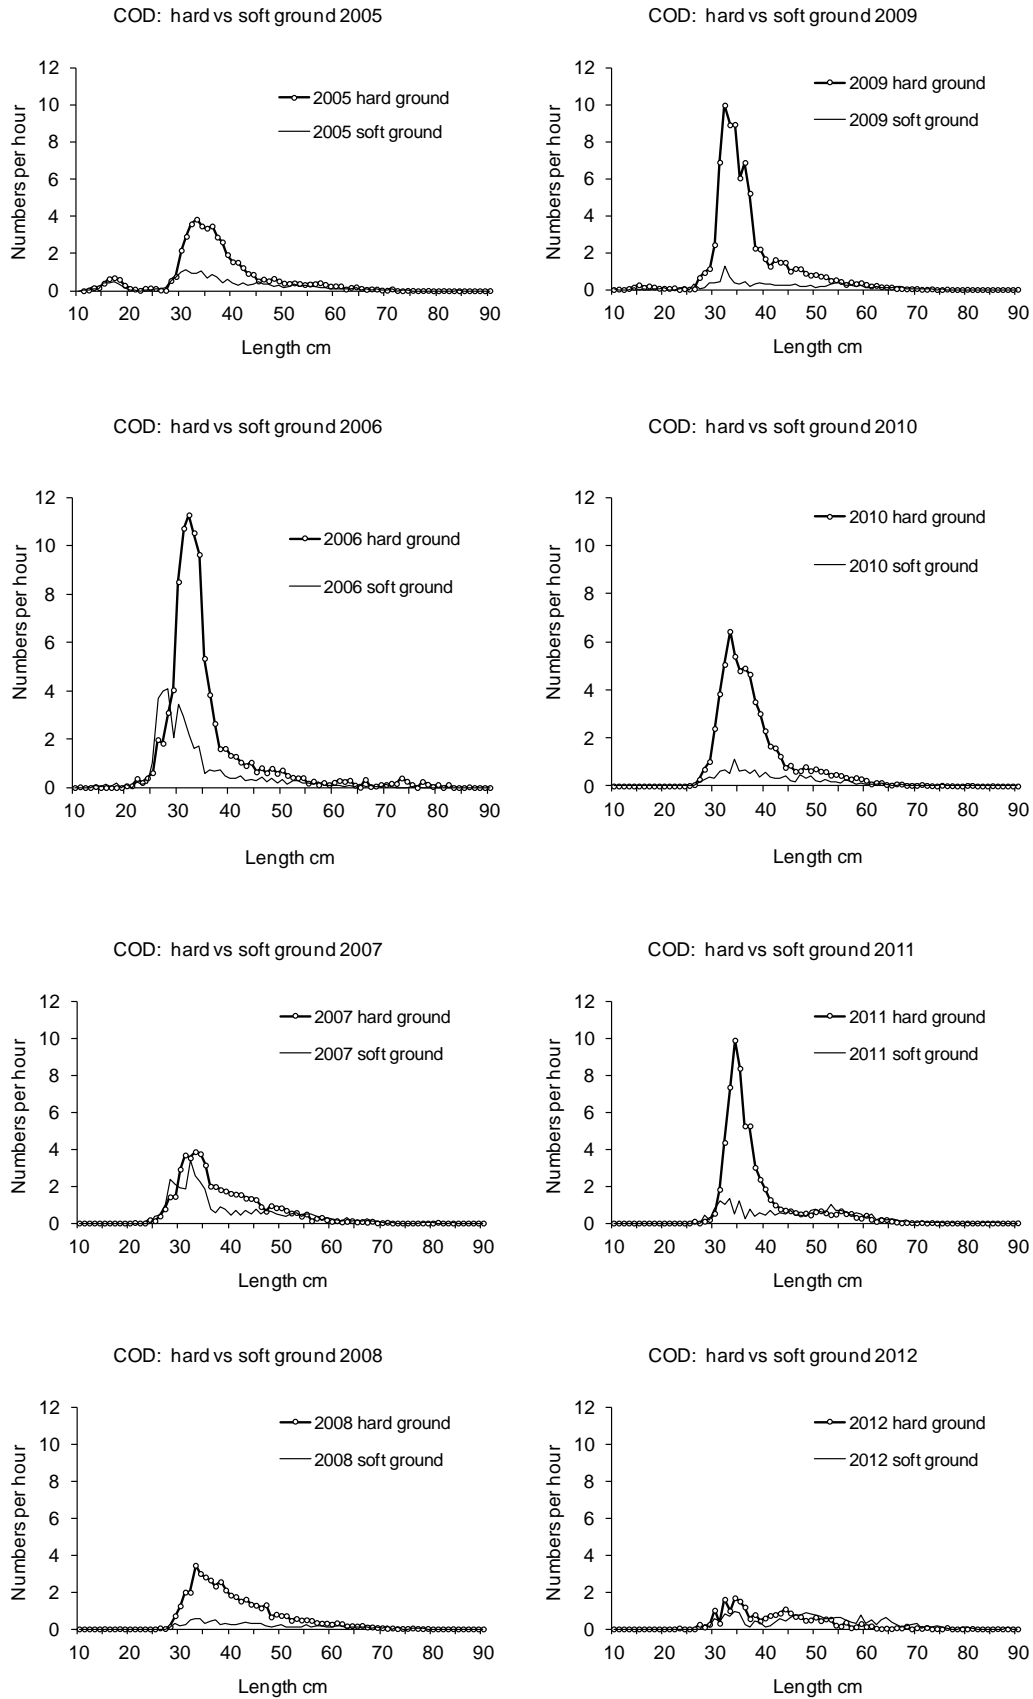 COD: hard vs soft ground 2005
12
10
8
6
4
2
0
Numbers per hour
2005 hard ground
2005 soft ground
10 20 30 40 50 60 70 80 90
Length cm
COD: hard vs soft ground 2009
12
10
8
6
4
2
0
Numbers per hour
2009 hard ground
2009 soft ground
10 20 30 40 50 60 70 80 90
Length cm
COD: hard vs soft ground 2006
12
10
8
6
4
2
0
Numbers per hour
2006 hard ground
2006 soft ground
10 20 30 40 50 60 70 80 90
Length cm
COD: hard vs soft ground 2010
12
10
8
6
4
2
0
Numbers per hour
2010 hard ground
2010 soft ground
10 20 30 40 50 60 70 80 90
Length cm
COD: hard vs soft ground 2007
12
10
8
6
4
2
0
Numbers per hour
2007 hard ground
2007 soft ground
10 20 30 40 50 60 70 80 90
Length cm
COD: hard vs soft ground 2011
12
10
8
6
4
2
0
Numbers per hour
2011 hard ground
2011 soft ground
10 20 30 40 50 60 70 80 90
Length cm
COD: hard vs soft ground 2008
12
10
8
6
4
2
0
Numbers per hour
2008 hard ground
2008 soft ground
10 20 30 40 50 60 70 80 90
Length cm
COD: hard vs soft ground 2012
12
10
8
6
4
2
0
Numbers per hour
2012 hard ground
2012 soft ground
10 20 30 40 50 60 70 80 90
Length cm